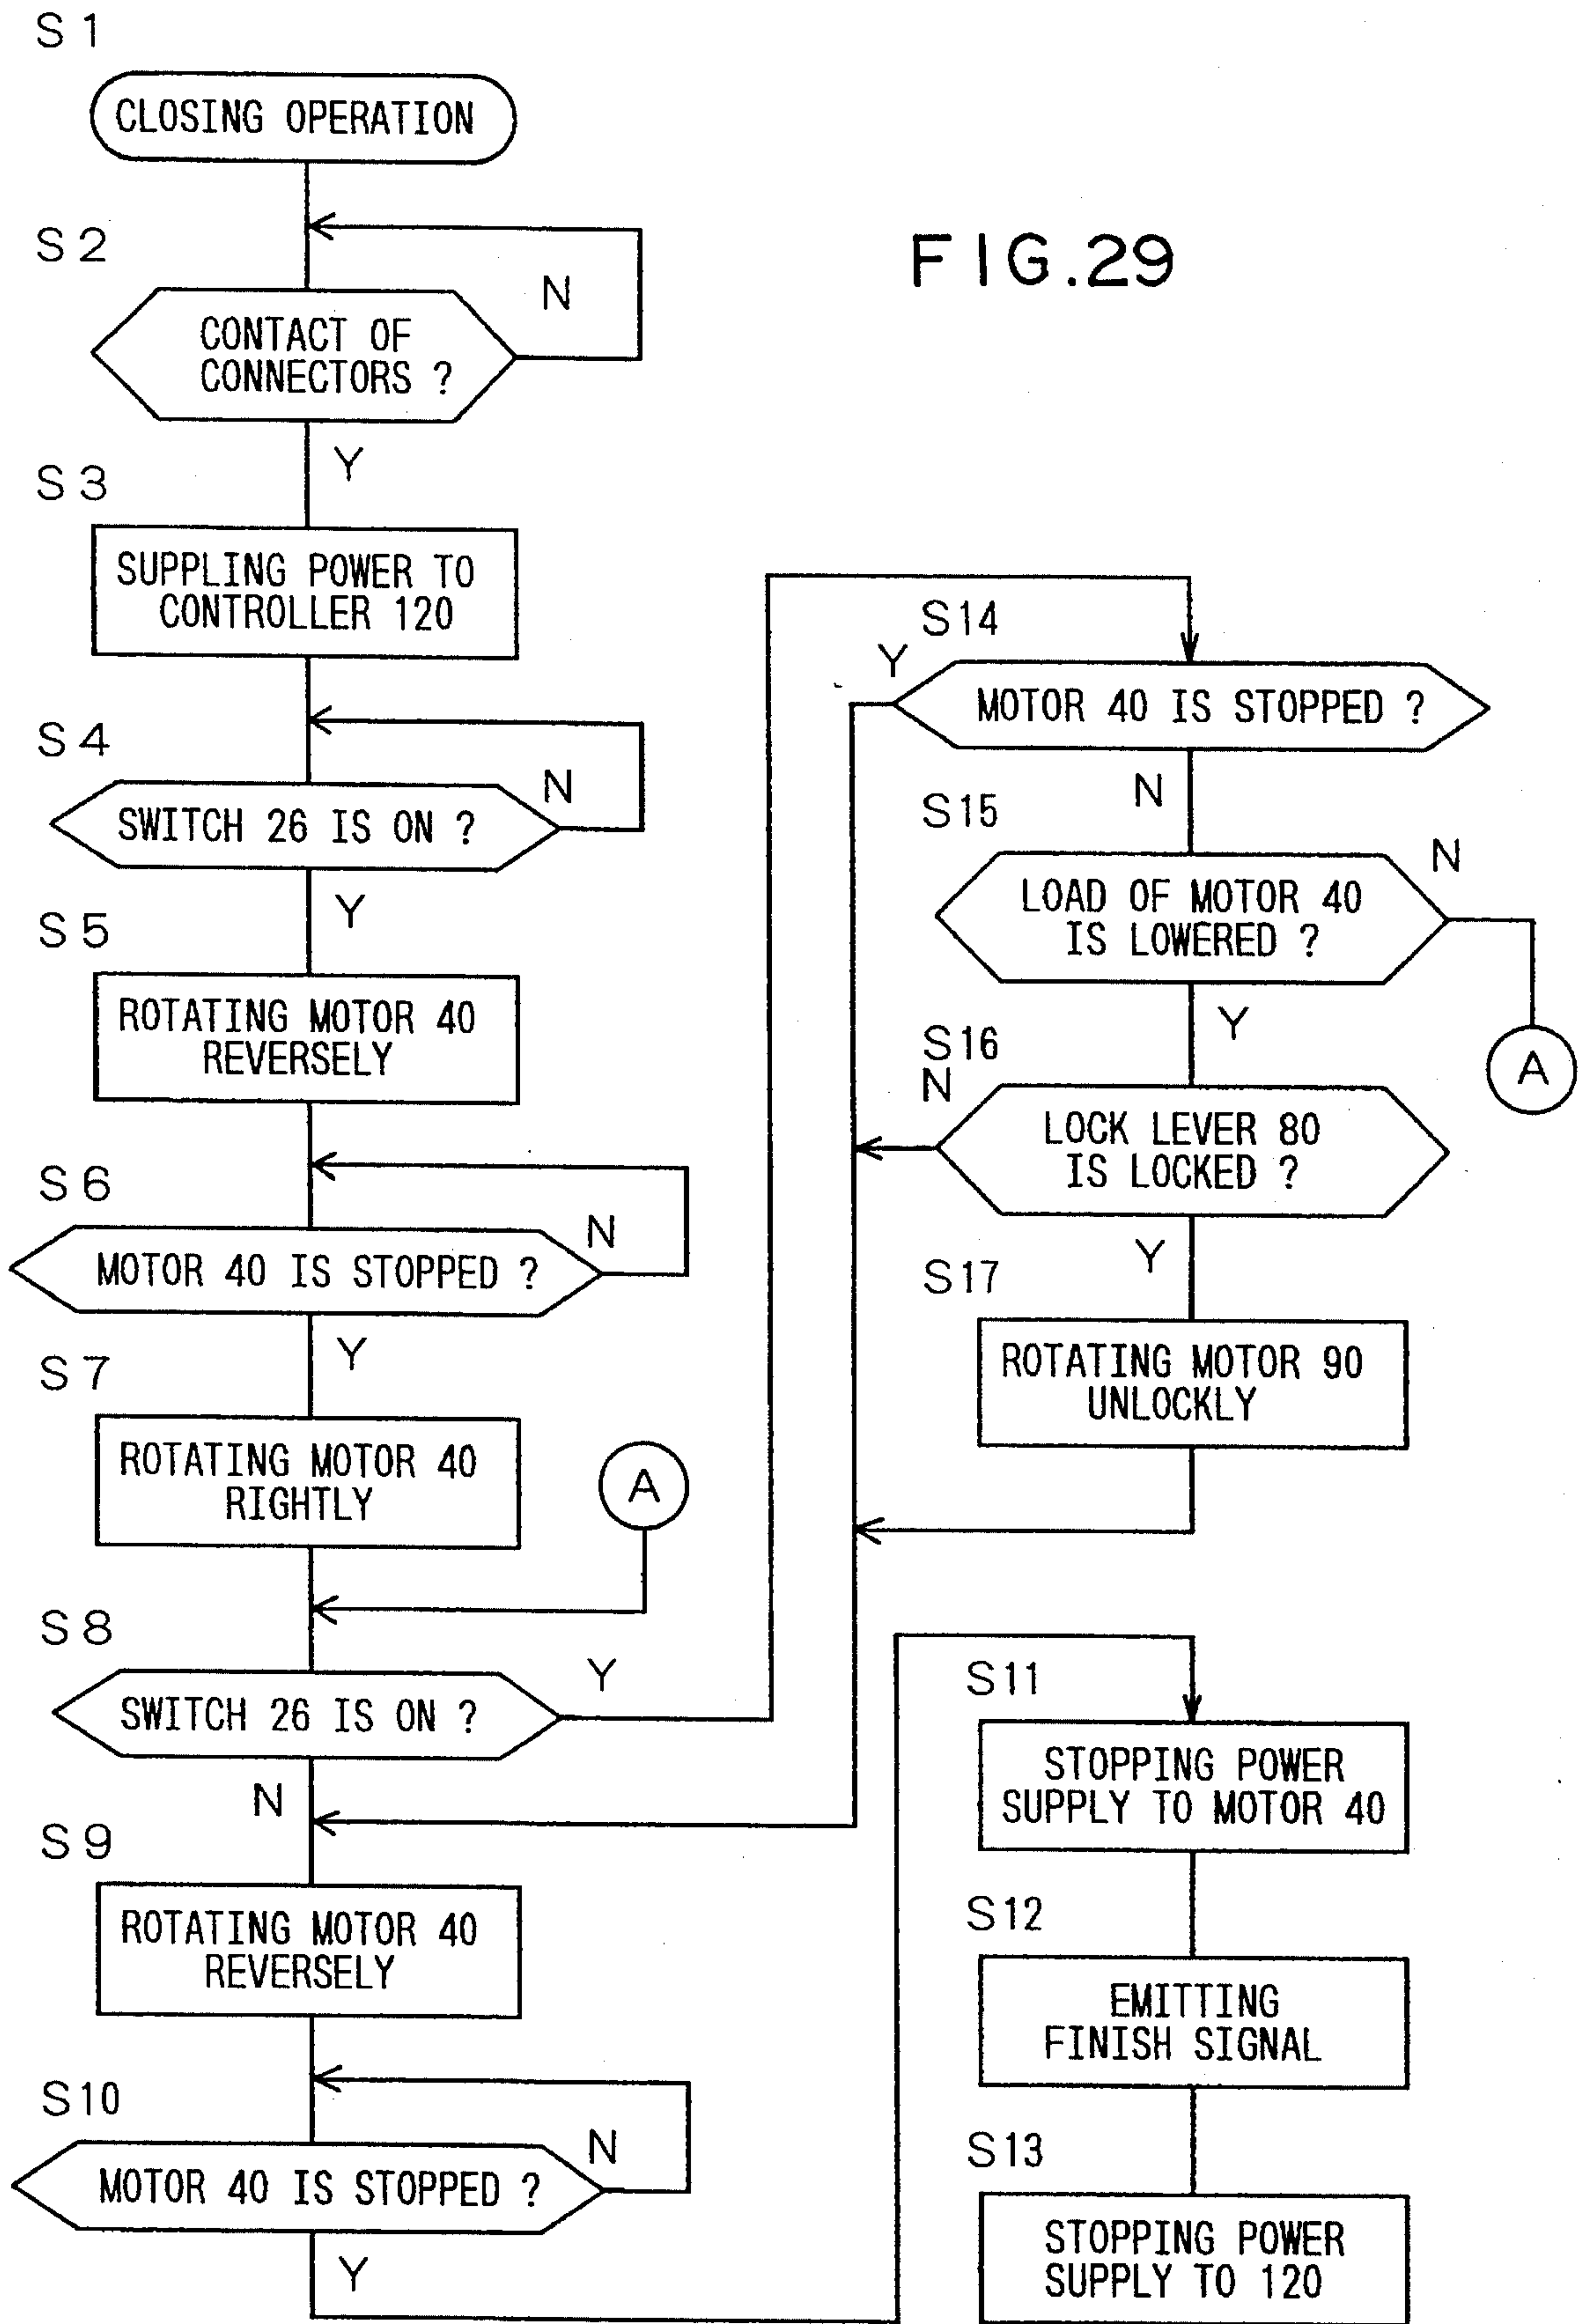 S1
CLOSING OPERATION
FIG.29
S2
N
CONTACT OF
CONNECTORS ?
Y
S3
SUPPLING POWER TO
CONTROLLER 120
S4
N
SWITCH 26 IS ON ?
Y
S5
ROTATING MOTOR 40
REVERSELY
S6
N
MOTOR 40 IS STOPPED ?
Y
S7
ROTATING MOTOR 40
RIGHTLY
A
S8
Y
SWITCH 26 IS ON ?
N
S9
ROTATING MOTOR 40
REVERSELY
S10
N
MOTOR 40 IS STOPPED ?
Y
S14
Y
MOTOR 40 IS STOPPED ?
N
S15
N
LOAD OF MOTOR 40
IS LOWERED ?
Y
A
S16
N
LOCK LEVER 80
IS LOCKED ?
Y
S17
ROTATING MOTOR 90
UNLOCKLY
S11
STOPPING POWER
SUPPLY TO MOTOR 40
S12
EMITTING
FINISH SIGNAL
S13
STOPPING POWER
SUPPLY TO 120